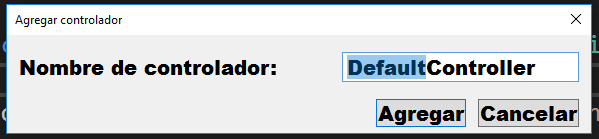 Agregar controlador
Nombre de controlador: DefaultController
Agregar Cancelar